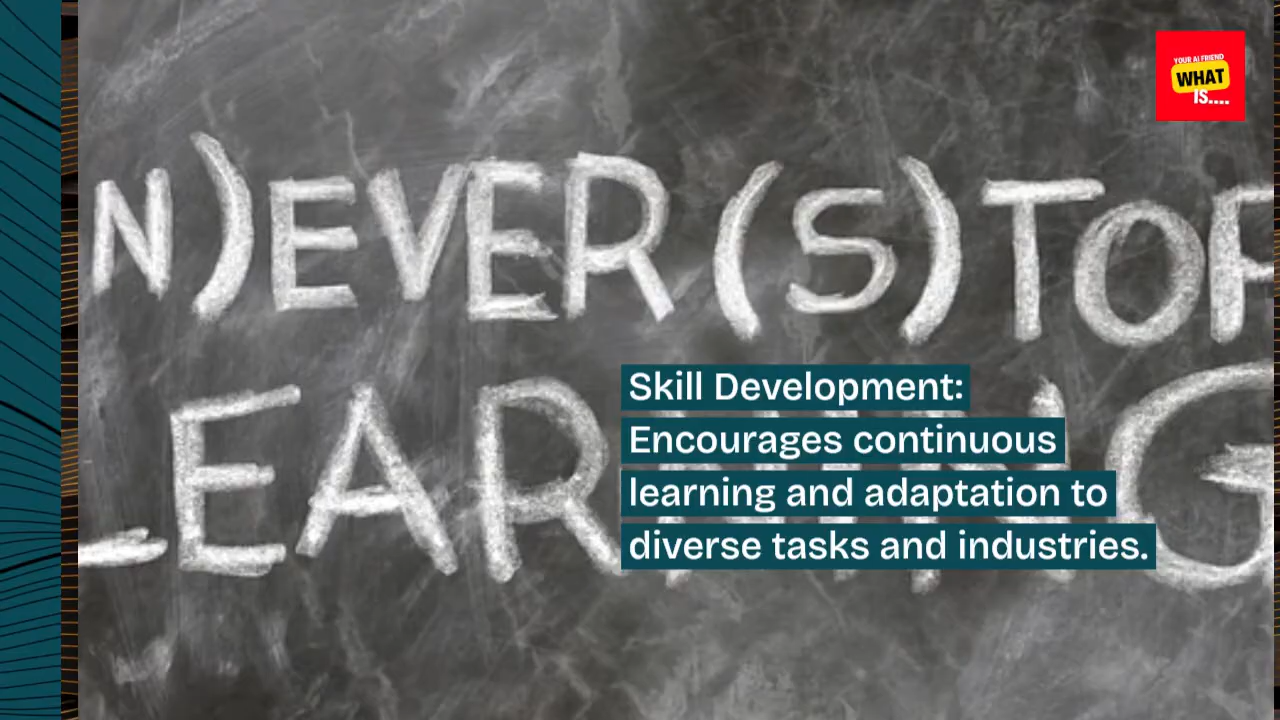 YOUR AI FRIEND
WHAT
IS....
N)EVER (S)TOP
LEARNING
Skill Development:
Encourages continuous
learning and adaptation to
diverse tasks and industries.